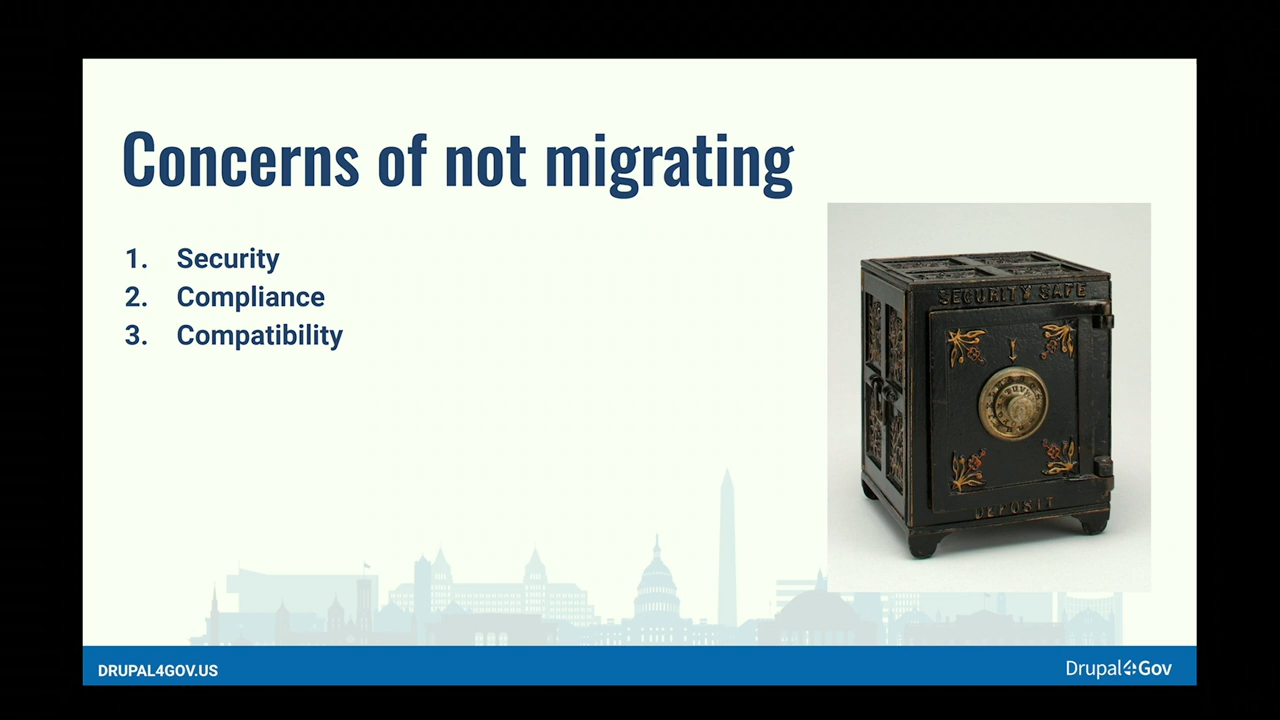 Concerns of not migrating
1. Security
2. Compliance
3. Compatibility
SECURITY SAFE
DEPOSIT
DRUPAL4GOV.US
Drupal4Gov